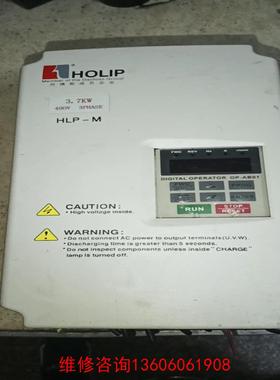 HOLIP
3.7KW
400V 3PHASE
HLP-M
DIGITAL OPERATOR OP-AB01
RUN
STOP
RESET
CAUTION:
• High voltage inside.
WARNING:
• Do not connect AC power to output terminals(U.V.W).
• Discharging time is greater than 5 seconds.
• Do not inspect components unless inside" CHARGE"
lamp is turned off.
维修咨询13606061908